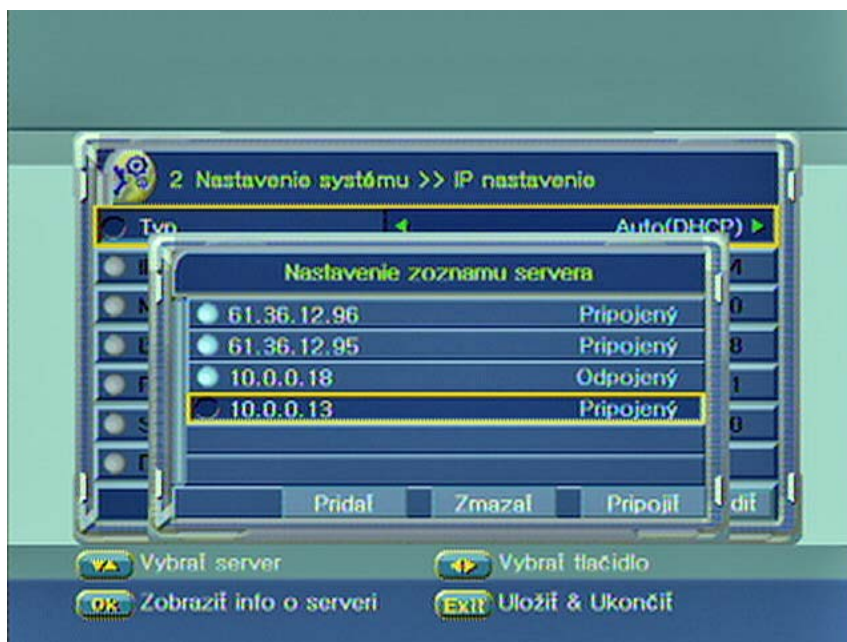 2 Nastavenie systému >> IP nastavenie
Typ Auto(DHCP)
Nastavenie zoznamu servera
61.36.12.96 Pripojený
61.36.12.95 Pripojený
10.0.0.18 Odpojený
10.0.0.13 Pripojený
Pridať Zmazať Pripojiť
Vybrať server Vybrať tlačidlo
OK Zobraziť info o serveri Exit Uložiť & Ukončiť